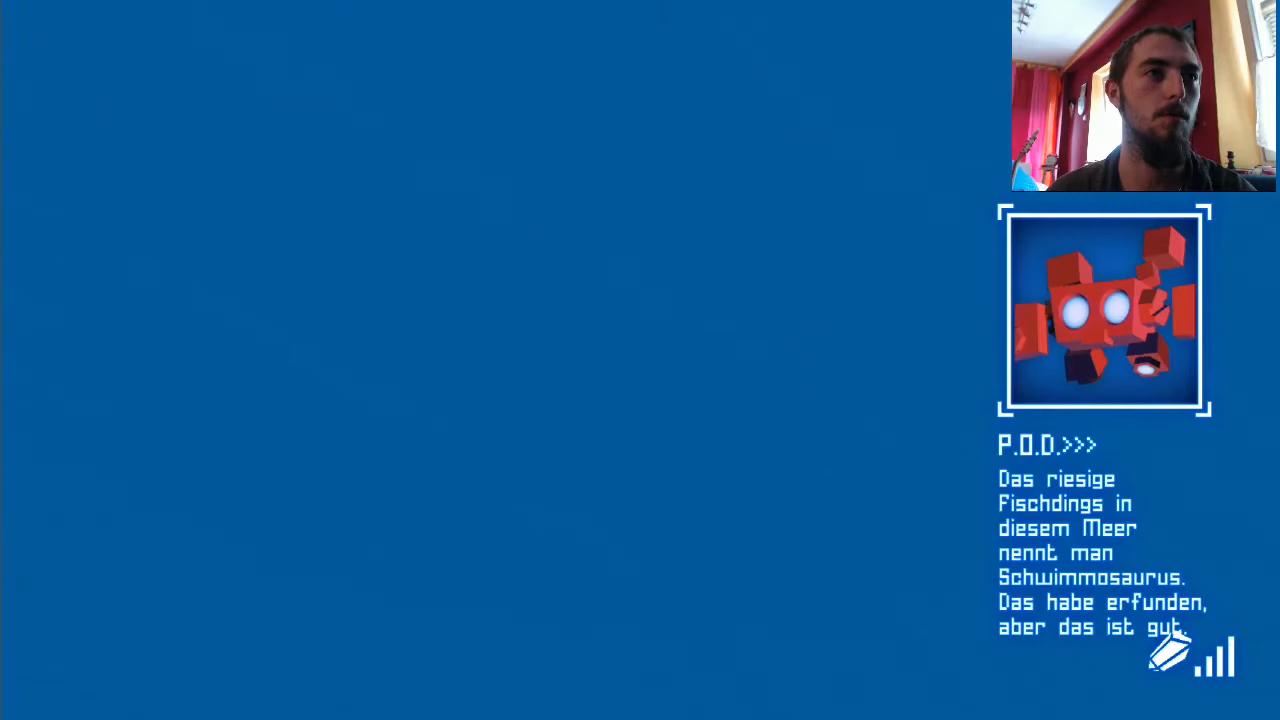 P.O.D.>>>
Das riesige
Fischdings in
diesem Meer
nennt man
Schwimmosaurus.
Das habe erfunden,
aber das ist gut.